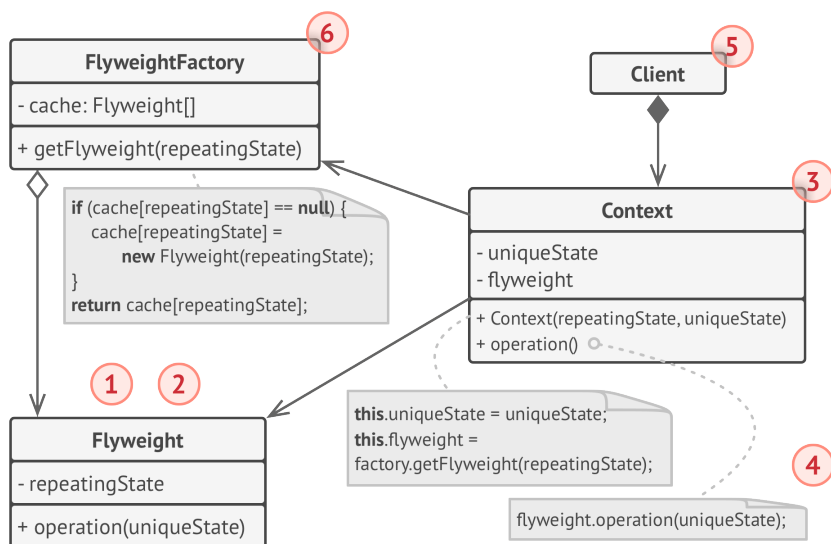 6
FlyweightFactory
- cache: Flyweight[]
+ getFlyweight(repeatingState)
if (cache[repeatingState] == null) {
cache[repeatingState] =
new Flyweight(repeatingState);
}
return cache[repeatingState];
5
Client
3
Context
- uniqueState
- flyweight
+ Context(repeatingState, uniqueState)
+ operation()
1
2
Flyweight
- repeatingState
+ operation(uniqueState)
this.uniqueState = uniqueState;
this.flyweight =
factory.getFlyweight(repeatingState);
4
flyweight.operation(uniqueState);